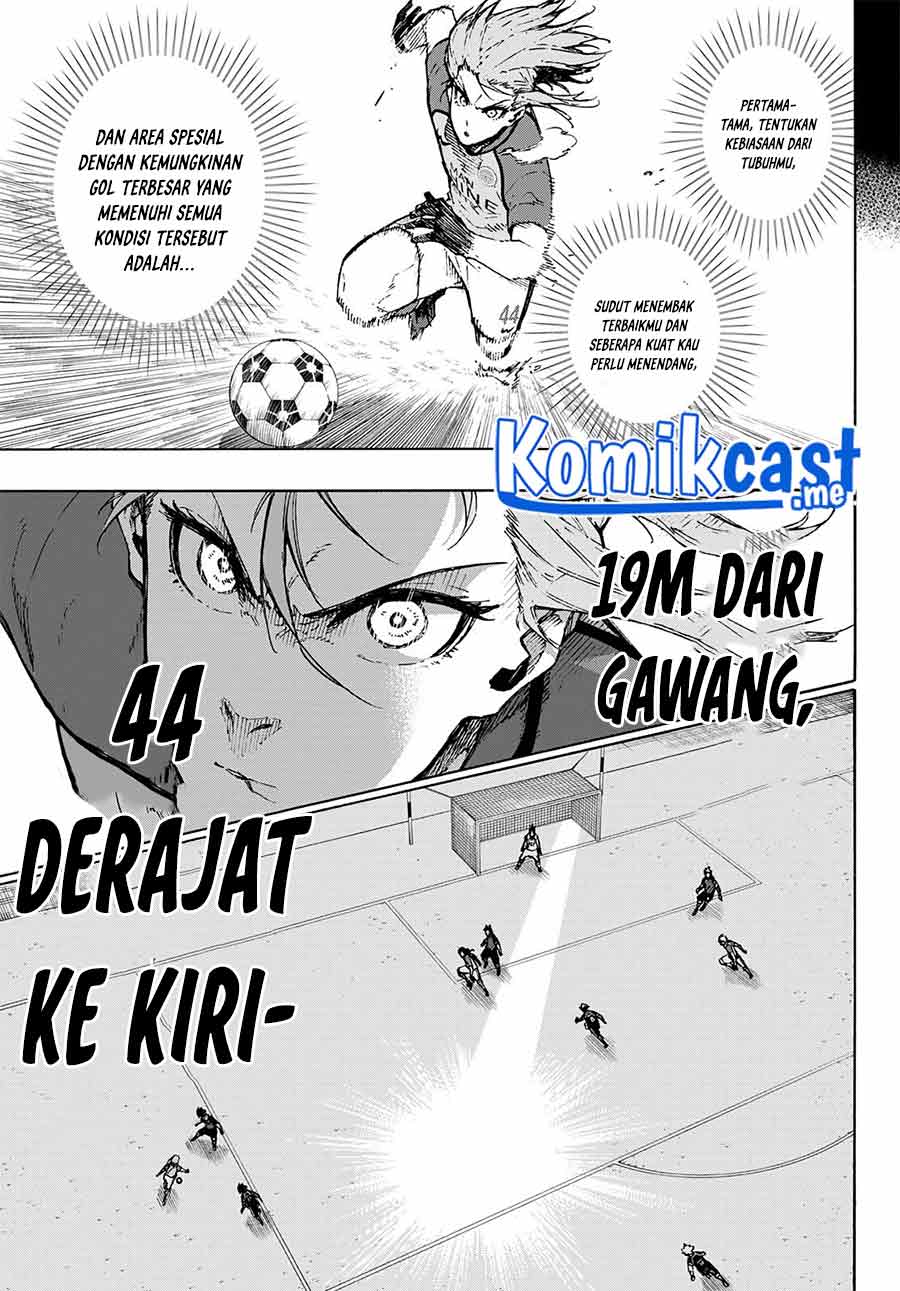 PERTAMA-
TAMA, TENTUKAN
KEBIASAAN DARI
TUBUHMU,
SUDUT MENEMBAK
TERBAIKMU DAN
SEBERAPA KUAT KAU
PERLU MENENDANG,
DAN AREA SPESIAL
DENGAN KEMUNGKINAN
GOL TERBESAR YANG
MEMENUHI SEMUA
KONDISI TERSEBUT
ADALAH...
44
Komikcast
.me
19M DARI
GAWANG,
44
DERAJAT
KE KIRI-